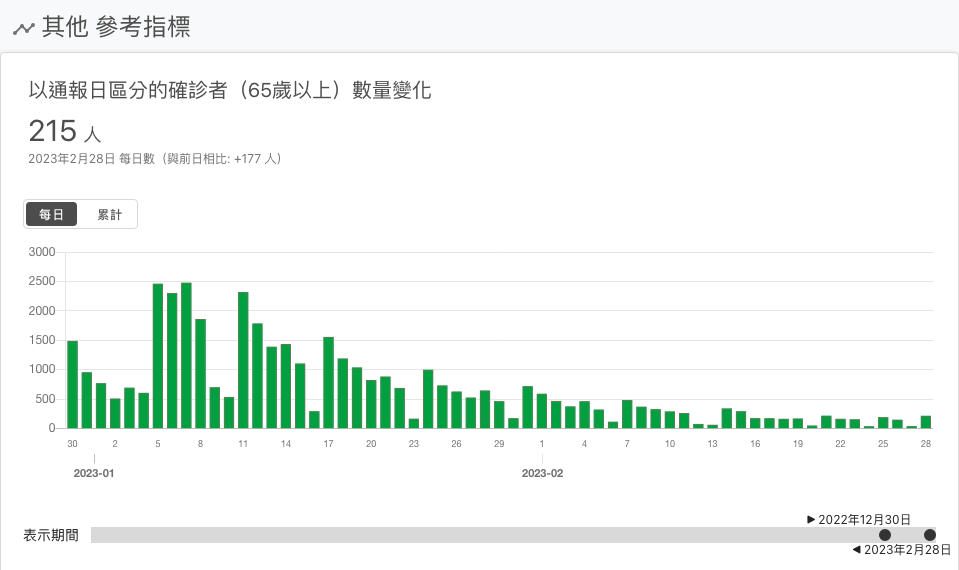 其他 參考指標
以通報日區分的確診者（65歲以上）數量變化
215 人
2023年2月28日 每日數（與前日相比: +177 人）
每日 累計
3000
2500
2000
1500
1000
500
0
30 2 5 8 11 14 17 20 23 26 29 1 4 7 10 13 16 19 22 25 28
2023-01 2023-02
▶ 2022年12月30日
表示期間
◀ 2023年2月28日